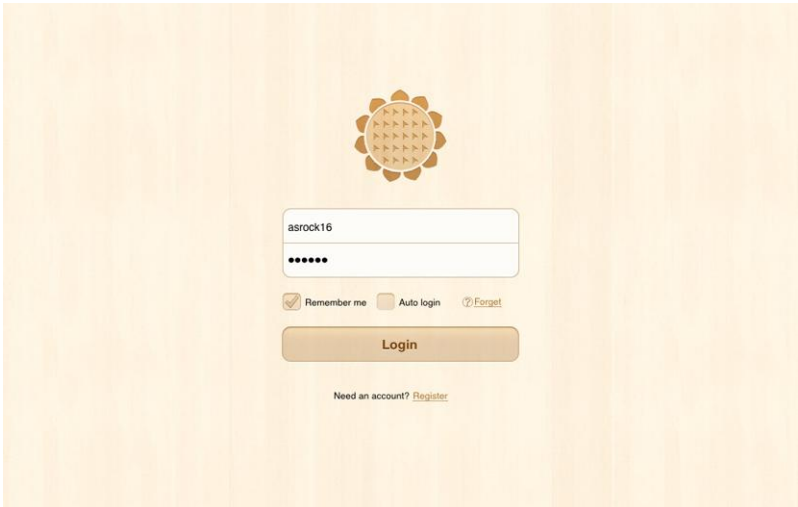 asrock16
••••••
Remember me Auto login ?Forget
Login
Need an account? Register